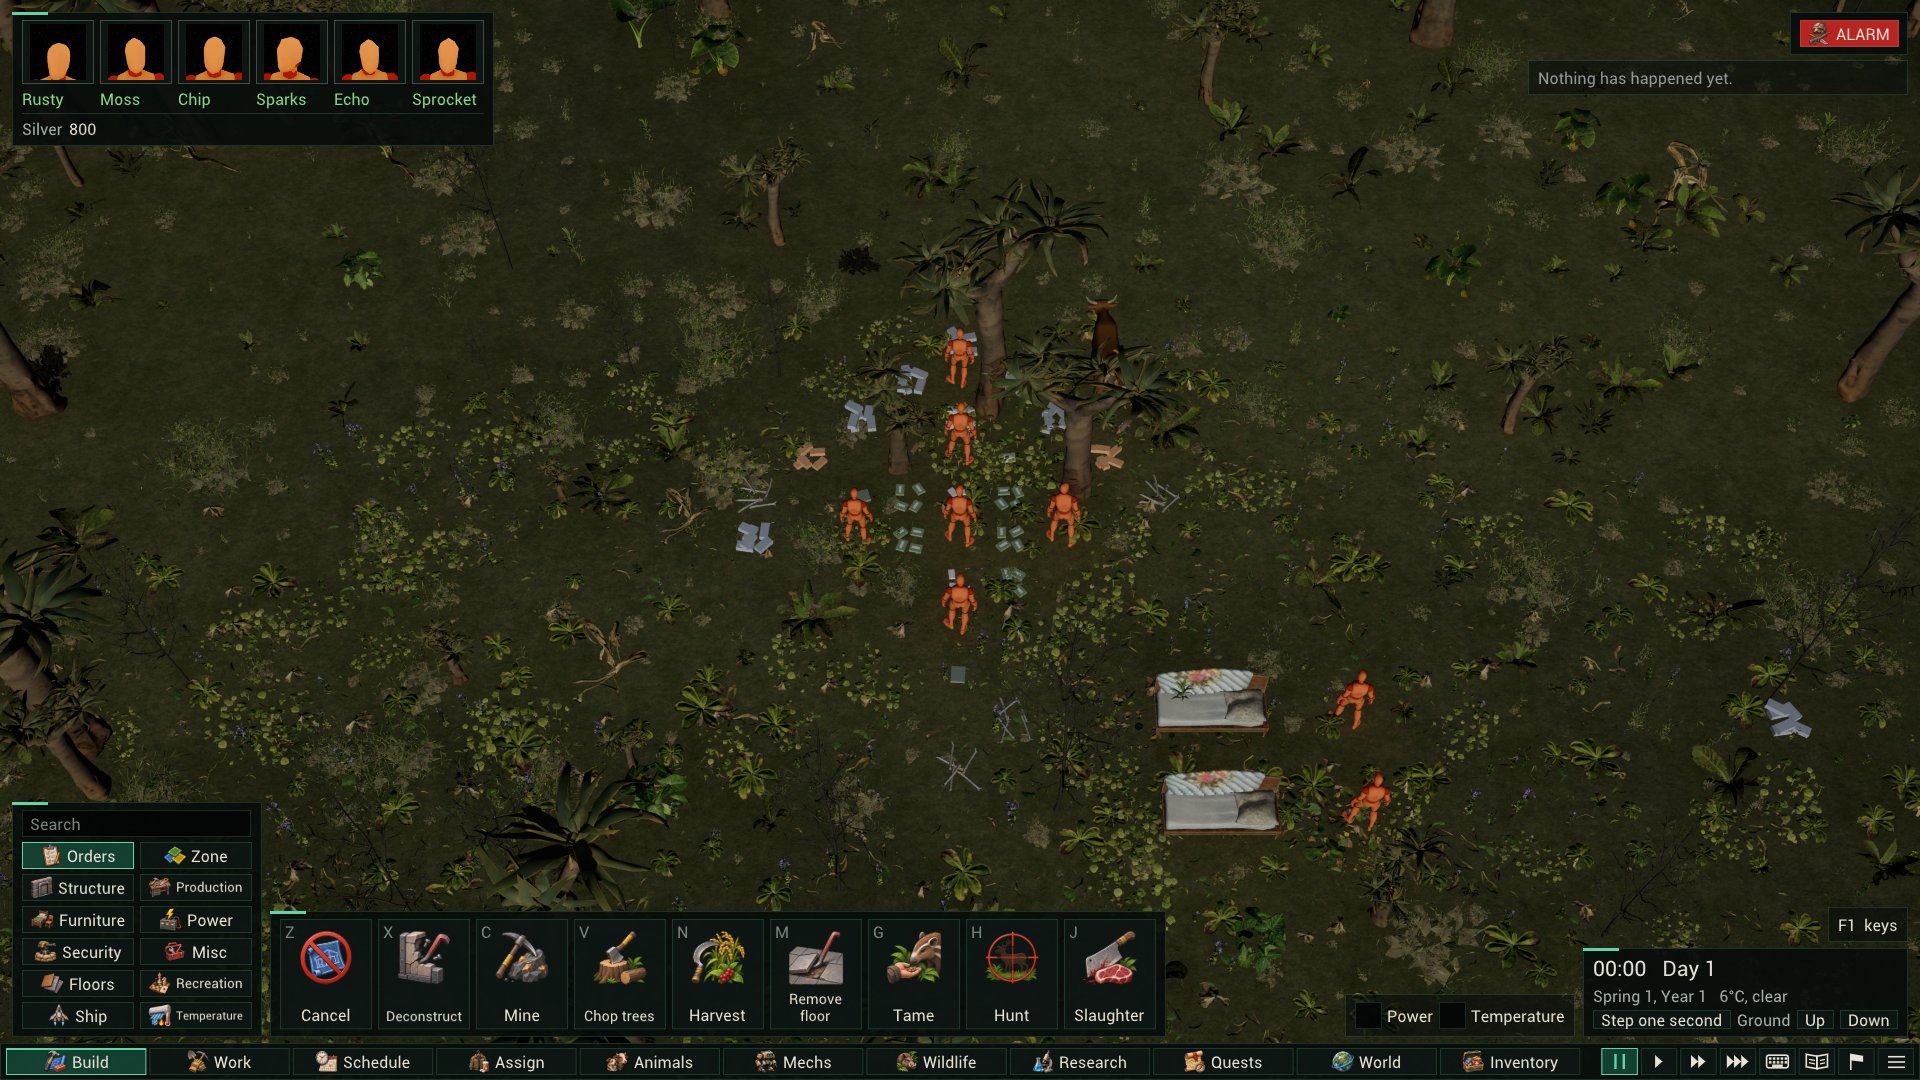 Rusty Moss Chip Sparks Echo Sprocket
Silver 800
ALARM
Nothing has happened yet.
Search
Orders Zone
Structure Production
Furniture Power
Security Misc
Floors Recreation
Ship Temperature
Z Cancel
X Deconstruct
C Mine
V Chop trees
N Harvest
M Remove floor
G Tame
H Hunt
J Slaughter
F1 keys
Power Temperature
00:00 Day 1
Spring 1, Year 1 6°C, clear
Step one second Ground Up Down
Build Work Schedule Assign Animals Mechs Wildlife Research Quests World Inventory